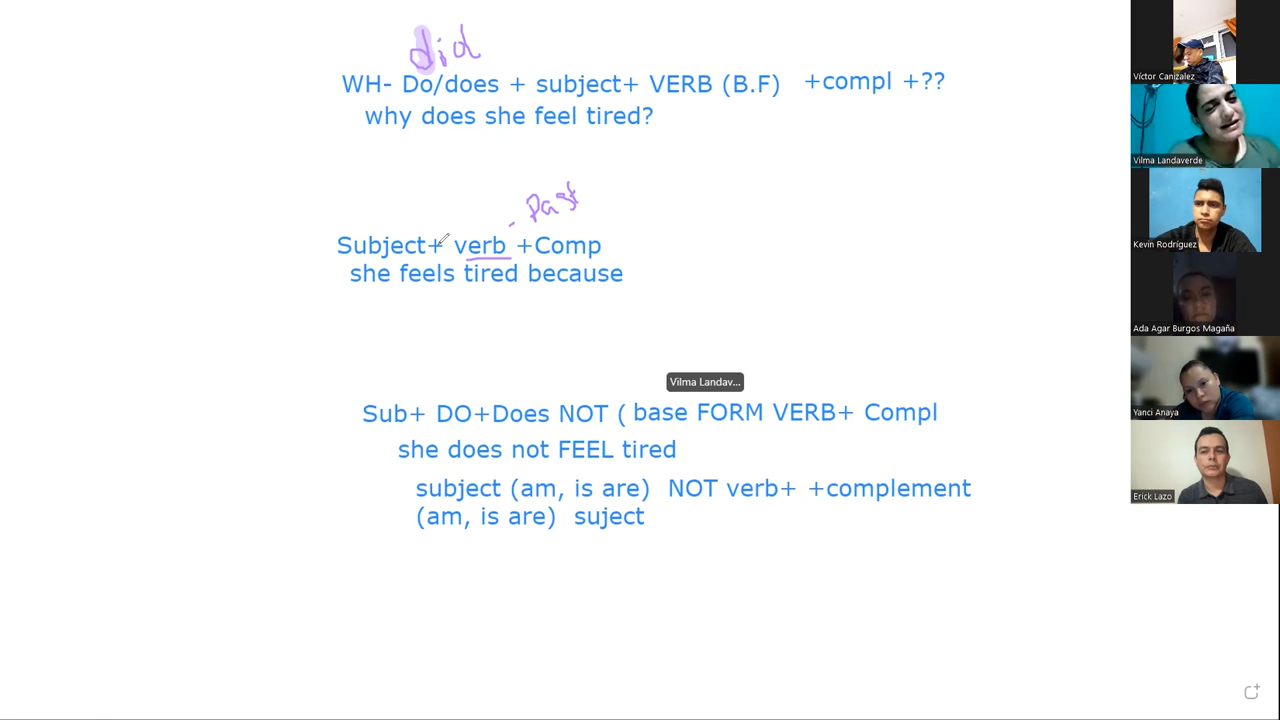 did
WH- Do/does + subject+ VERB (B.F) +compl +??
why does she feel tired?
- Past
Subject+ verb +Comp
she feels tired because
Vilma Landav...
Sub+ DO+Does NOT ( base FORM VERB+ Compl
she does not FEEL tired
subject (am, is are) NOT verb+ +complement
(am, is are) suject
Víctor Canizalez
Vilma Landaverde
Kevin Rodríguez
Ada Agar Burgos Magaña
Yanci Anaya
Erick Lazo